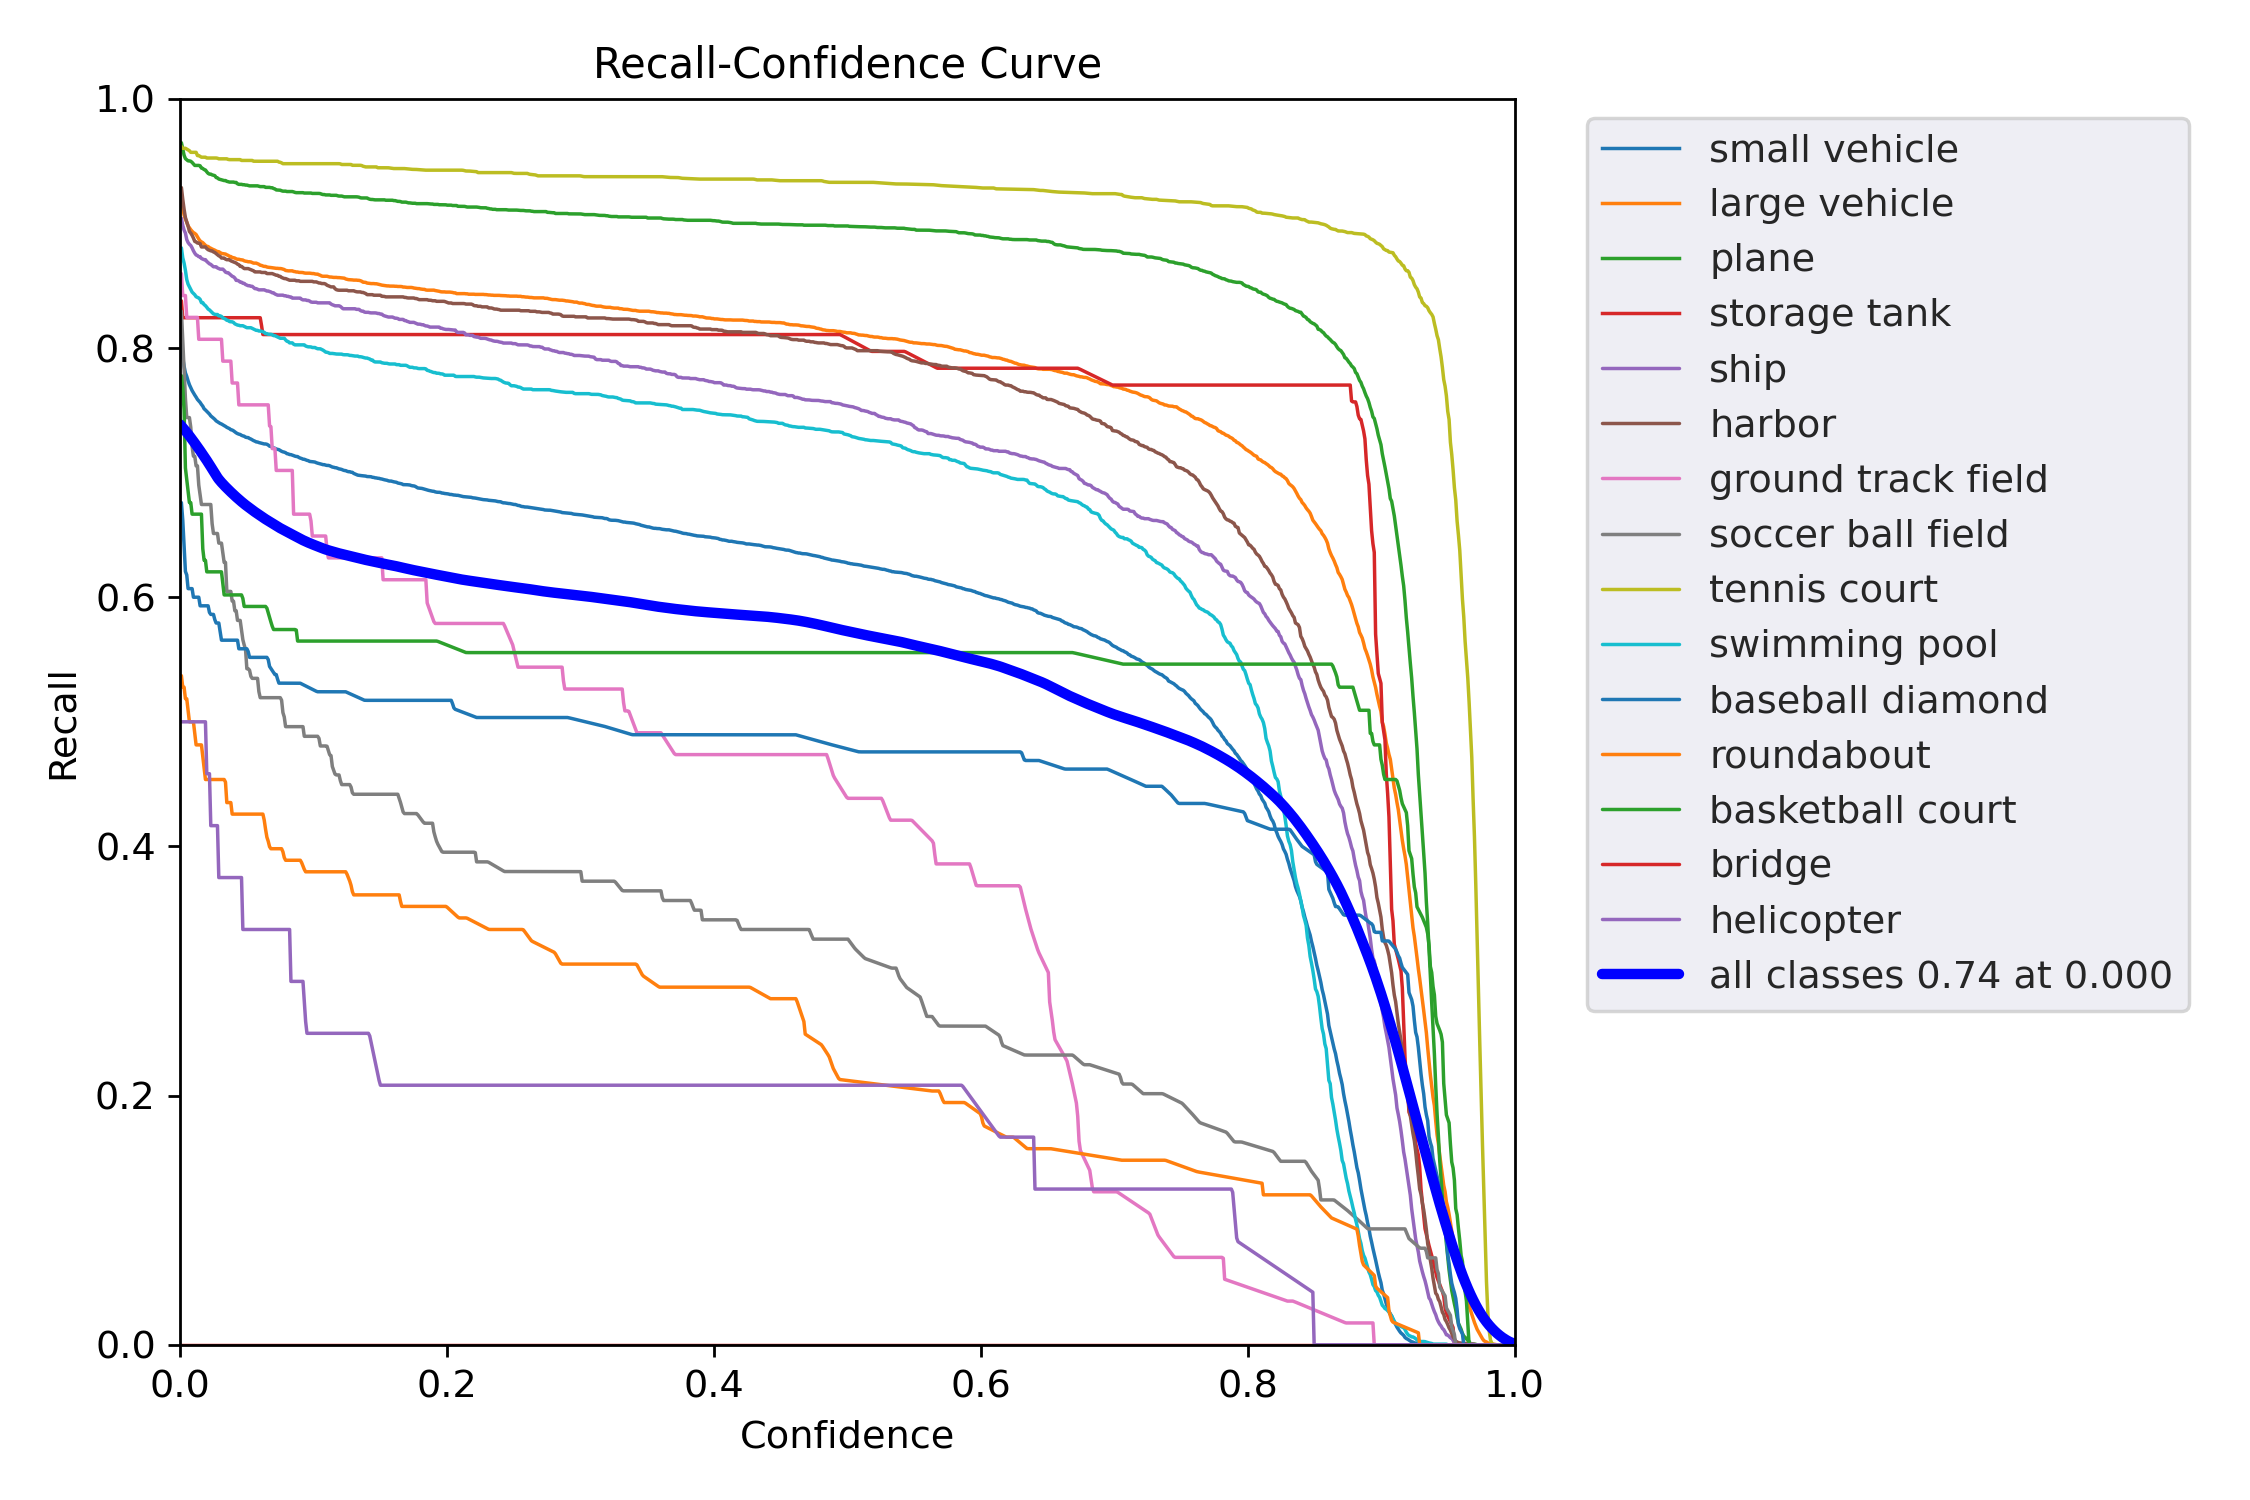 Recall-Confidence Curve
1.0
0.8
0.6
0.4
0.2
0.0
Recall
0.0 0.2 0.4 0.6 0.8 1.0
Confidence
small vehicle
large vehicle
plane
storage tank
ship
harbor
ground track field
soccer ball field
tennis court
swimming pool
baseball diamond
roundabout
basketball court
bridge
helicopter
all classes 0.74 at 0.000